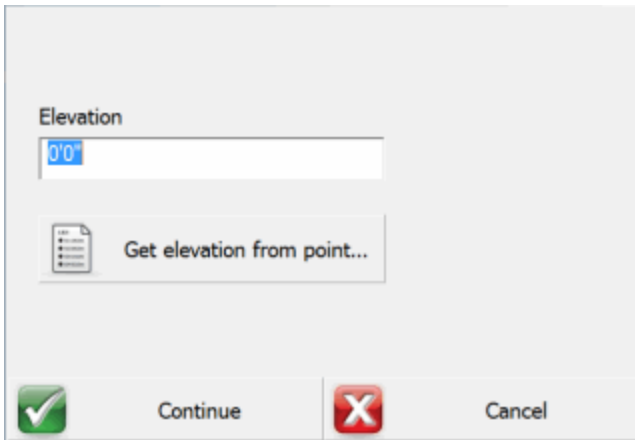 Elevation
0'0"
Get elevation from point...
Continue
Cancel